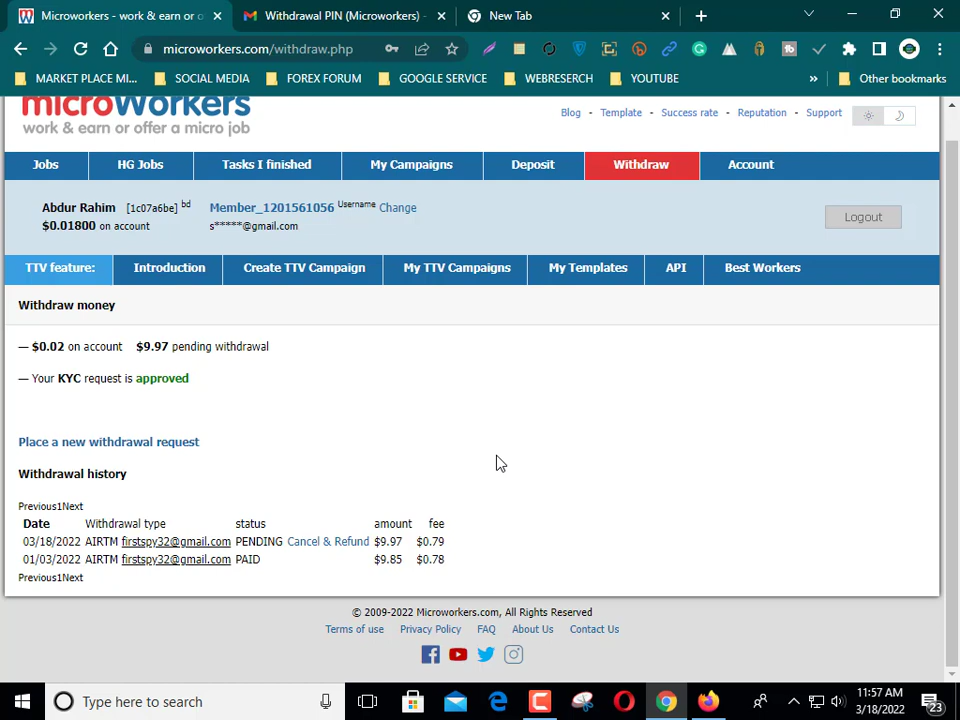 Microworkers - work & earn or o
Withdrawal PIN (Microworkers) -
New Tab
microworkers.com/withdraw.php
MARKET PLACE MI...
SOCIAL MEDIA
FOREX FORUM
GOOGLE SERVICE
WEBRESERCH
YOUTUBE
»
Other bookmarks
microWorkers
work & earn or offer a micro job
Blog - Template - Success rate - Reputation - Support
Jobs
HG Jobs
Tasks I finished
My Campaigns
Deposit
Withdraw
Account
Abdur Rahim [1c07a6be] bd
Member_1201561056 Username Change
$0.01800 on account
s*****@gmail.com
Logout
TTV feature:
Introduction
Create TTV Campaign
My TTV Campaigns
My Templates
API
Best Workers
Withdraw money
— $0.02 on account $9.97 pending withdrawal
— Your KYC request is approved
Place a new withdrawal request
Withdrawal history
Previous1Next
Date Withdrawal type status amount fee
03/18/2022 AIRTM firstspy32@gmail.com PENDING Cancel & Refund $9.97 $0.79
01/03/2022 AIRTM firstspy32@gmail.com PAID $9.85 $0.78
Previous1Next
© 2009-2022 Microworkers.com, All Rights Reserved
Terms of use Privacy Policy FAQ About Us Contact Us
Type here to search
11:57 AM
3/18/2022
23